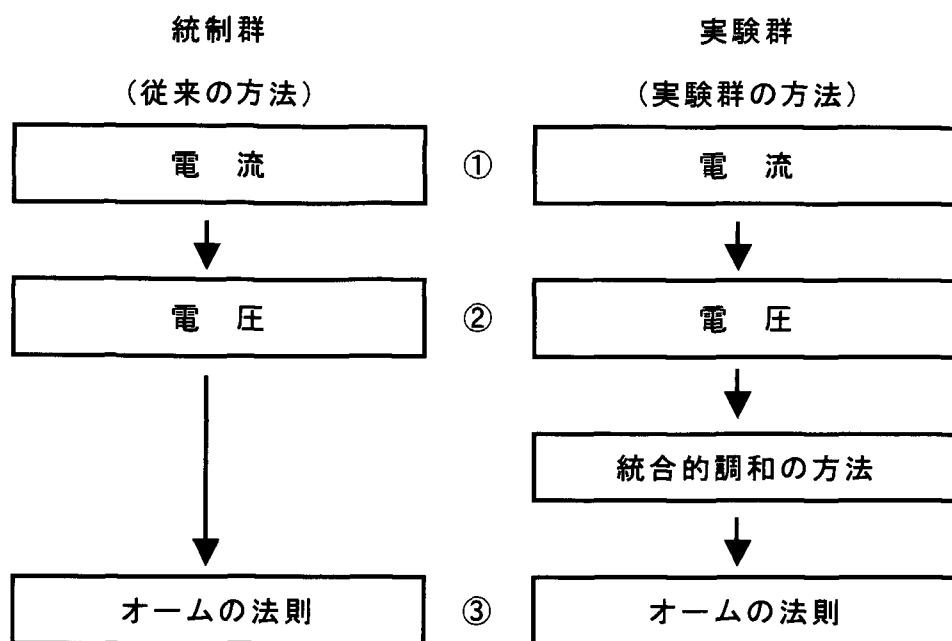 統制群
(従来の方法)
電 流
電 圧
オームの法則
①
②
③
実験群
(実験群の方法)
電 流
電 圧
統合的調和の方法
オームの法則